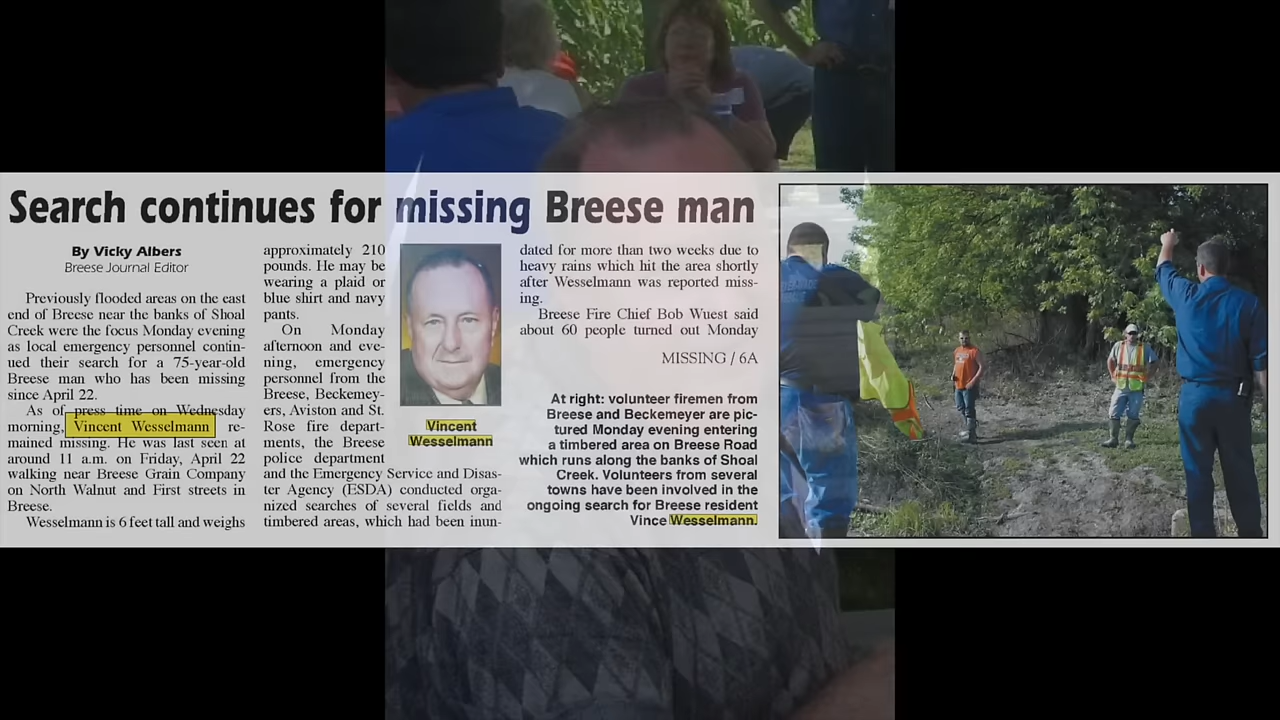 Search continues for missing Breese man
By Vicky Albers
Breese Journal Editor
Previously flooded areas on the east
end of Breese near the banks of Shoal
Creek were the focus Monday evening
as local emergency personnel contin-
ued their search for a 75-year-old
Breese man who has been missing
since April 22.
As of press time on Wednesday
morning, Vincent Wesselmann re-
mained missing. He was last seen at
around 11 a.m. on Friday, April 22
walking near Breese Grain Company
on North Walnut and First streets in
Breese.
Wesselmann is 6 feet tall and weighs
approximately 210
pounds. He may be
wearing a plaid or
blue shirt and navy
pants.
On Monday
afternoon and eve-
ning, emergency
personnel from the
Breese, Beckemey-
ers, Aviston and St.
Rose fire depart-
ments, the Breese
police department
and the Emergency Service and Disas-
ter Agency (ESDA) conducted orga-
nized searches of several fields and
timbered areas, which had been inun-
Vincent
Wesselmann
dated for more than two weeks due to
heavy rains which hit the area shortly
after Wesselmann was reported miss-
ing.
Breese Fire Chief Bob Wuest said
about 60 people turned out Monday
MISSING / 6A
At right: volunteer firemen from
Breese and Beckemeyer are pic-
tured Monday evening entering
a timbered area on Breese Road
which runs along the banks of Shoal
Creek. Volunteers from several
towns have been involved in the
ongoing search for Breese resident
Vince Wesselmann.